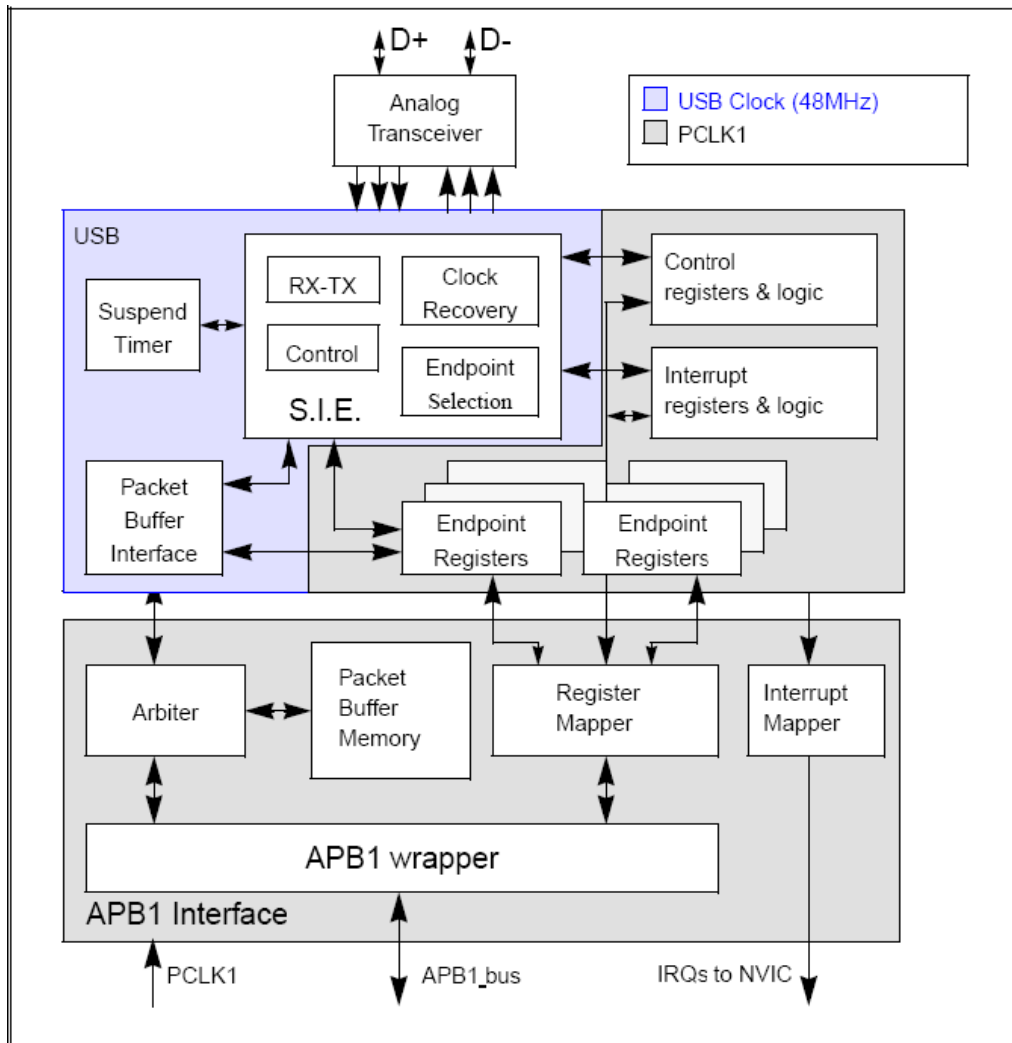 D+ D-
Analog
Transceiver
USB Clock (48MHz)
PCLK1
USB
RX-TX
Clock
Recovery
Control
registers & logic
Suspend
Timer
Control
Endpoint
Selection
S.I.E.
Interrupt
registers & logic
Packet
Buffer
Interface
Endpoint
Registers
Endpoint
Registers
Arbiter
Packet
Buffer
Memory
Register
Mapper
Interrupt
Mapper
APB1 wrapper
APB1 Interface
PCLK1
APB1_bus
IRQs to NVIC